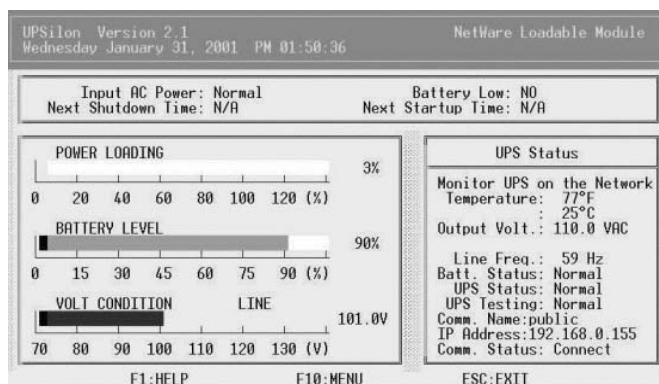 UPSilon Version 2.1 NetWare Loadable Module
Wednesday January 31, 2001 PM 01:50:36
Input AC Power: Normal Battery Low: NO
Next Shutdown Time: N/A Next Startup Time: N/A
POWER LOADING
3%
0 20 40 60 80 100 120 (%)
BATTERY LEVEL
90%
0 15 30 45 60 75 90 (%)
VOLT CONDITION LINE
101.0V
70 80 90 100 110 120 130 (V)
UPS Status
Monitor UPS on the Network
Temperature: 77°F
: 25°C
Output Volt.: 110.0 VAC
Line Freq.: 59 Hz
Batt. Status: Normal
UPS Status: Normal
UPS Testing: Normal
Comm. Name:public
IP Address:192.168.0.155
Comm. Status: Connect
F1:HELP F10:MENU ESC:EXIT